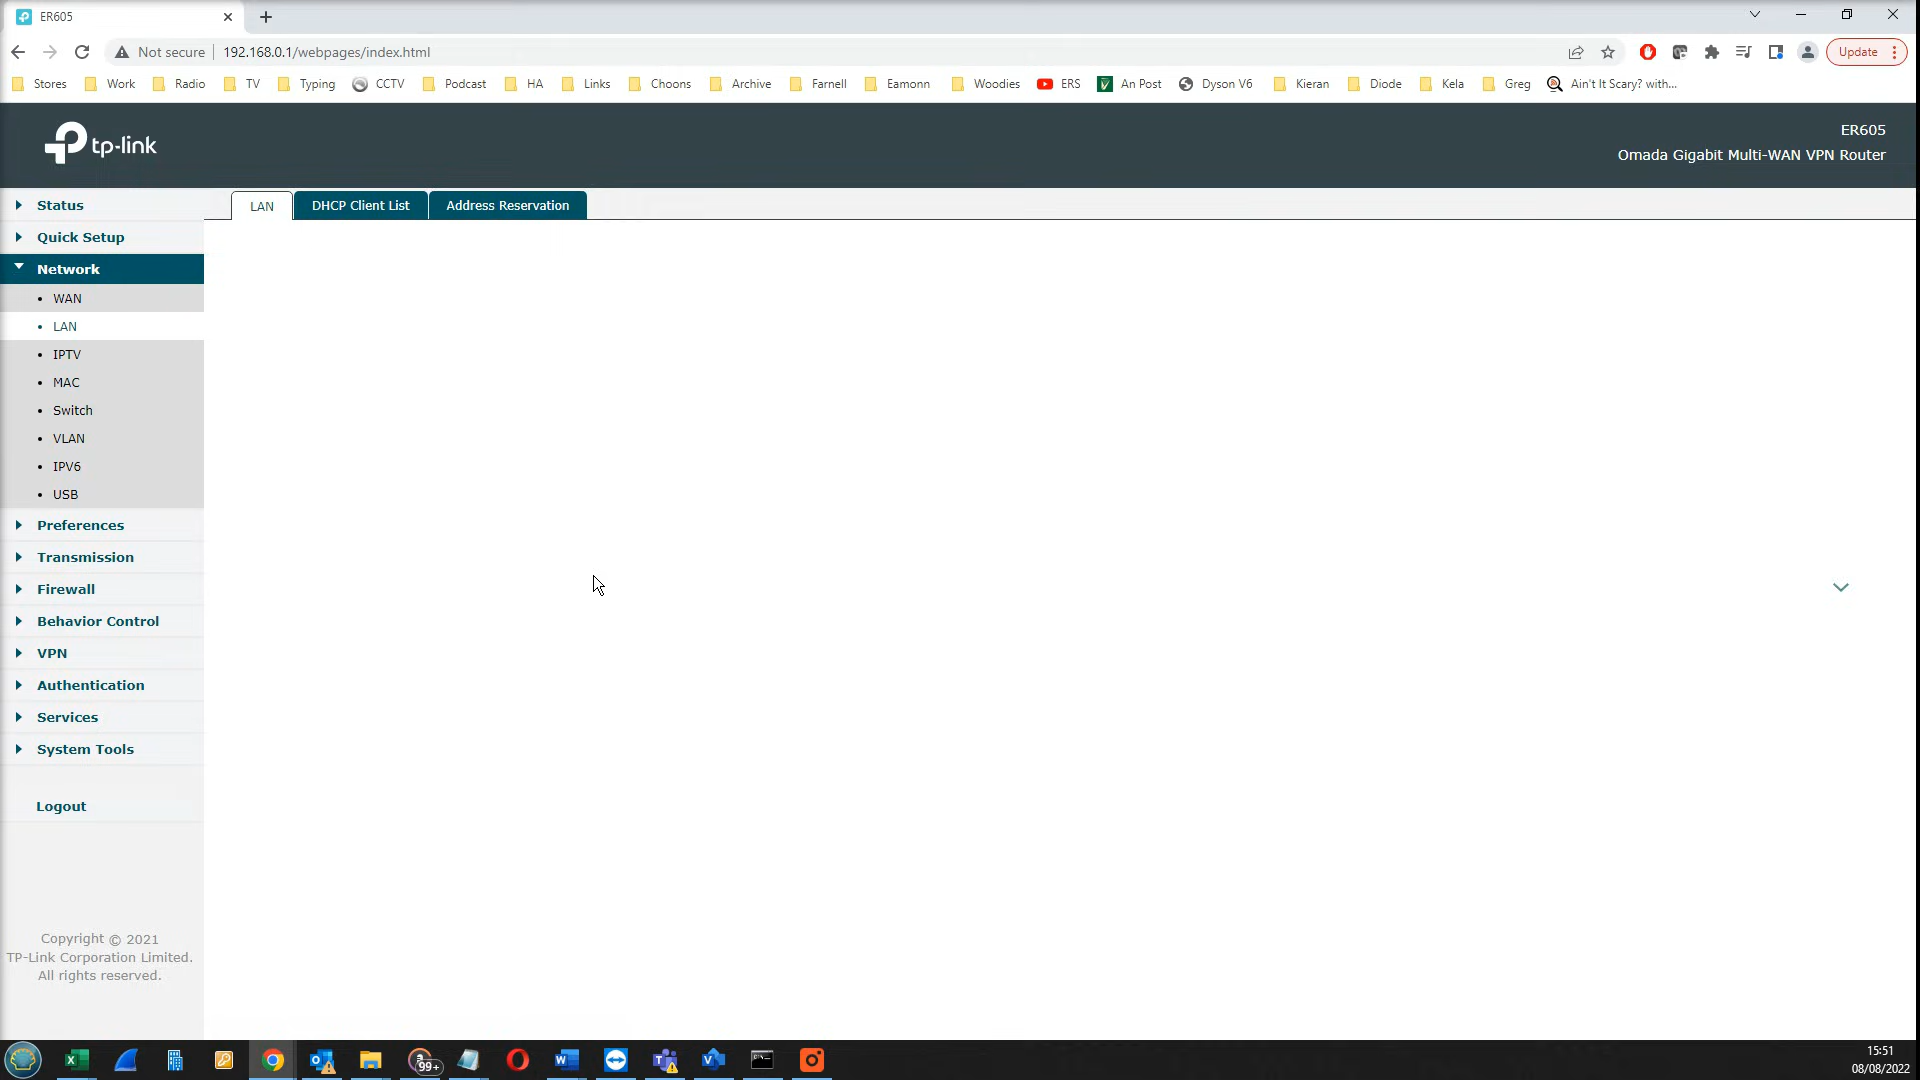 ER605
Not secure 192.168.0.1/webpages/index.html Update
Stores Work Radio TV Typing CCTV Podcast HA Links Choons Archive Farnell Eamonn Woodies ERS An Post Dyson V6 Kieran Diode Kela Greg Ain't It Scary? with...
tp-link
ER605
Omada Gigabit Multi-WAN VPN Router
LAN DHCP Client List Address Reservation
Status
Quick Setup
Network
WAN
LAN
IPTV
MAC
Switch
VLAN
IPV6
USB
Preferences
Transmission
Firewall
Behavior Control
VPN
Authentication
Services
System Tools
Logout
Copyright © 2021
TP-Link Corporation Limited.
All rights reserved.
99+
15:51
08/08/2022